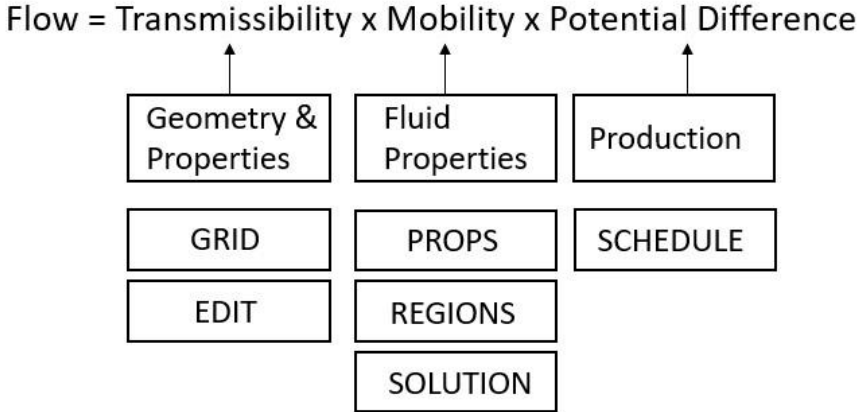 Flow = Transmissibility x Mobility x Potential Difference
Geometry &
Properties
Fluid
Properties
Production
GRID
PROPS
SCHEDULE
EDIT
REGIONS
SOLUTION